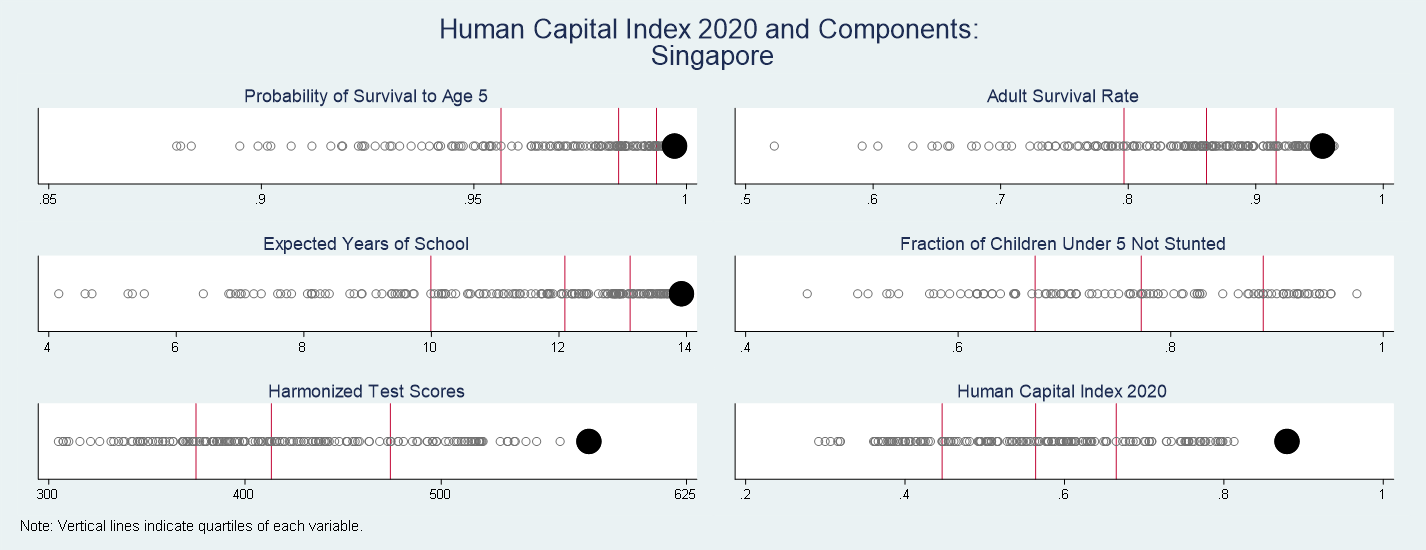 Human Capital Index 2020 and Components:
Singapore
Probability of Survival to Age 5
.85 .9 .95 1
Adult Survival Rate
.5 .6 .7 .8 .9 1
Expected Years of School
4 6 8 10 12 14
Fraction of Children Under 5 Not Stunted
.4 .6 .8 1
Harmonized Test Scores
300 400 500 625
Human Capital Index 2020
.2 .4 .6 .8 1
Note: Vertical lines indicate quartiles of each variable.